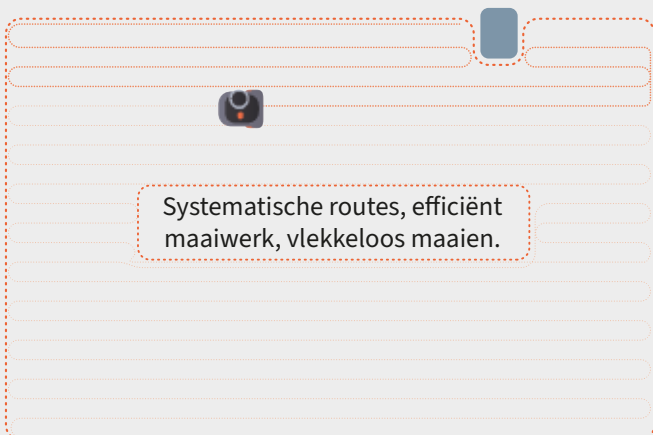 Systematische routes, efficiënt
maaiwerk, vlekkeloos maaien.